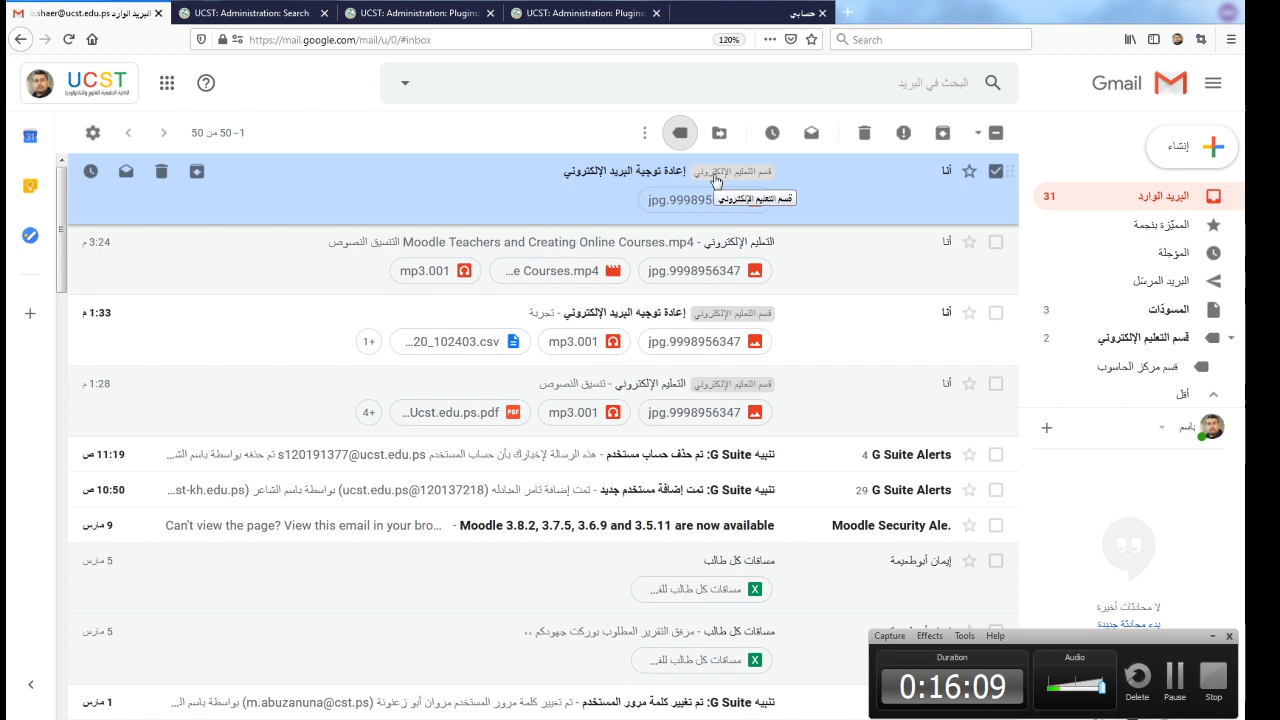 b.shaer@ucst.edu.ps البريد الوارد
UCST: Administration: Search
UCST: Administration: Plugins:
UCST: Administration: Plugins:
حسابي
https://mail.google.com/mail/u/0/#inbox
120%
Search
UCST
الكلية الجامعية للعلوم والتكنولوجيا
البحث في البريد
Gmail
1–50 من 50
إنشاء
البريد الوارد
31
المميّزة بنجمة
المؤجلة
البريد المرسَل
المسودّات
3
قسم التعليم الإلكتروني
2
قسم مركز الحاسوب
أقل
باسم
لا محادثات أخيرة
بدء محادثة جديدة
أنا
قسم التعليم الإلكتروني
إعادة توجية البريد الإلكتروني
jpg.999895
قسم التعليم الإلكتروني
أنا
التعليم الإلكتروني - Moodle Teachers and Creating Online Courses.mp4 التنسيق النصوص
3:24 م
jpg.9998956347
...e Courses.mp4
mp3.001
أنا
قسم التعليم الإلكتروني
إعادة توجيه البريد الإلكتروني - تجربة
1:33 م
jpg.9998956347
mp3.001
...20_102403.csv
1+
أنا
قسم التعليم الإلكتروني
التعليم الإلكتروني - تنسيق النصوص
1:28 م
jpg.9998956347
mp3.001
...Ucst.edu.ps.pdf
4+
G Suite Alerts 4
تنبيه G Suite: تم حذف حساب مستخدم - هذه الرسالة لإخبارك بأن حساب المستخدم s120191377@ucst.edu.ps تم حذفه بواسطة باسم الش...
11:19 ص
G Suite Alerts 29
تنبيه G Suite: تمت إضافة مستخدم جديد - تمت إضافة تامر الحبادله (120137218@ucst.edu.ps) بواسطة باسم الشاعر (st-kh.edu.ps...
10:50 ص
Moodle Security Ale.
Moodle 3.8.2, 3.7.5, 3.6.9 and 3.5.11 are now available - Can't view the page? View this email in your bro...
9 مارس
إيمان أبوطعيمة
مساقات كل طالب
5 مارس
مساقات كل طالب للف...
مساقات كل طالب - مرفق التقرير المطلوب بوركت جهودكم ،،
5 مارس
مساقات كل طالب للف...
G Suite Alerts
تنبيه G Suite: تم تغيير كلمة مرور المستخدم - تم تغيير كلمة مرور المستخدم مروان أبو زعنونة (m.abuzanuna@cst.ps) بواسطة باسم ال...
1 مارس
Capture Effects Tools Help
Duration
Audio
0:16:09
Delete
Pause
Stop